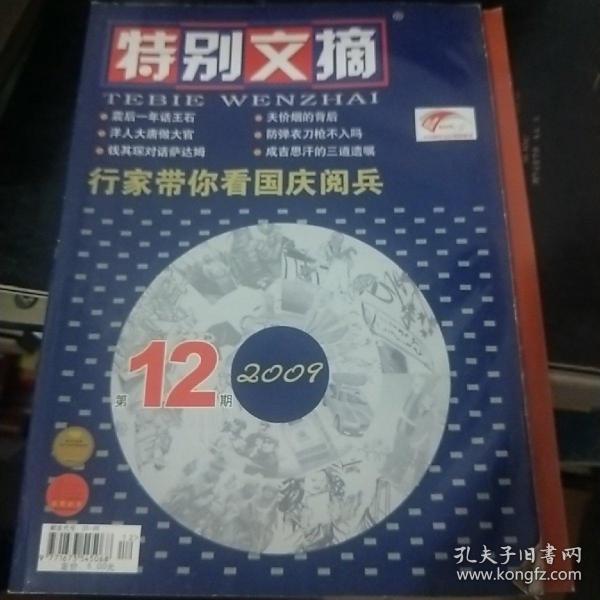 特别文摘
®
TEBIE WENZHAI
震后一年话王石
天价烟的背后
洋人大唐做大官
防弹衣刀枪不入吗
钱其琛对话萨达姆
成吉思汗的三道遗嘱
行家带你看国庆阅兵
第12期
2009
孔夫子旧书网
www.kongfz.com